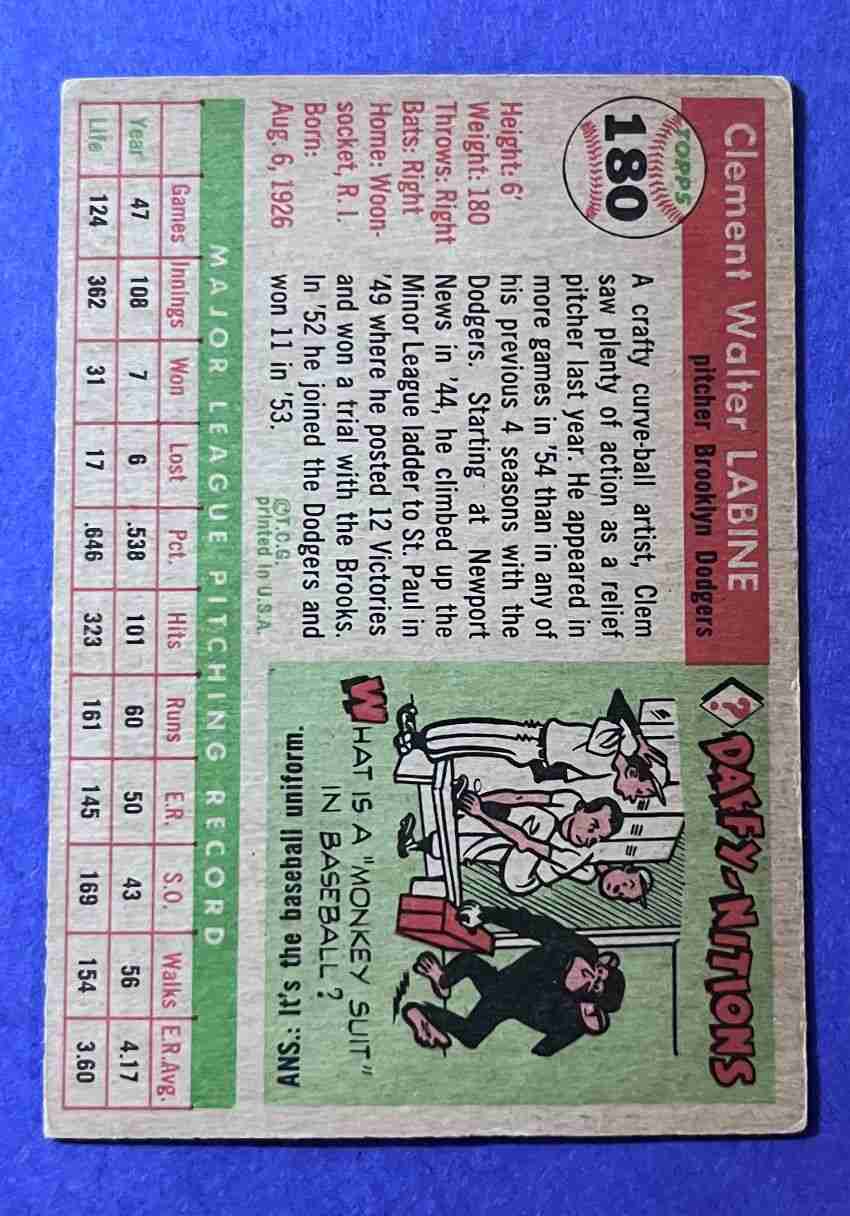 TOPPS
180
Clement Walter LABINE
pitcher Brooklyn Dodgers
Height: 6'
Weight: 180
Throws: Right
Bats: Right
Home: Woon-
socket, R. I.
Born:
Aug. 6, 1926
A crafty curve-ball artist, Clem
saw plenty of action as a relief
pitcher last year. He appeared in
more games in '54 than in any of
his previous 4 seasons with the
Dodgers. Starting at Newport
News in '44, he climbed up the
Minor League ladder to St. Paul in
'49 where he posted 12 Victories
and won a trial with the Brooks.
In '52 he joined the Dodgers and
won 11 in '53.
©T.C.G.
printed in U.S.A.
? DAFFY-NITIONS
WHAT IS A "MONKEY SUIT"
IN BASEBALL?
ANS.: It's the baseball uniform.
MAJOR LEAGUE PITCHING RECORD
Games Innings Won Lost Pct. Hits Runs E.R. S.O. Walks E.R.Avg.
Year 47 108 7 6 .538 101 60 50 43 56 4.17
Life 124 362 31 17 .646 323 161 145 169 154 3.60